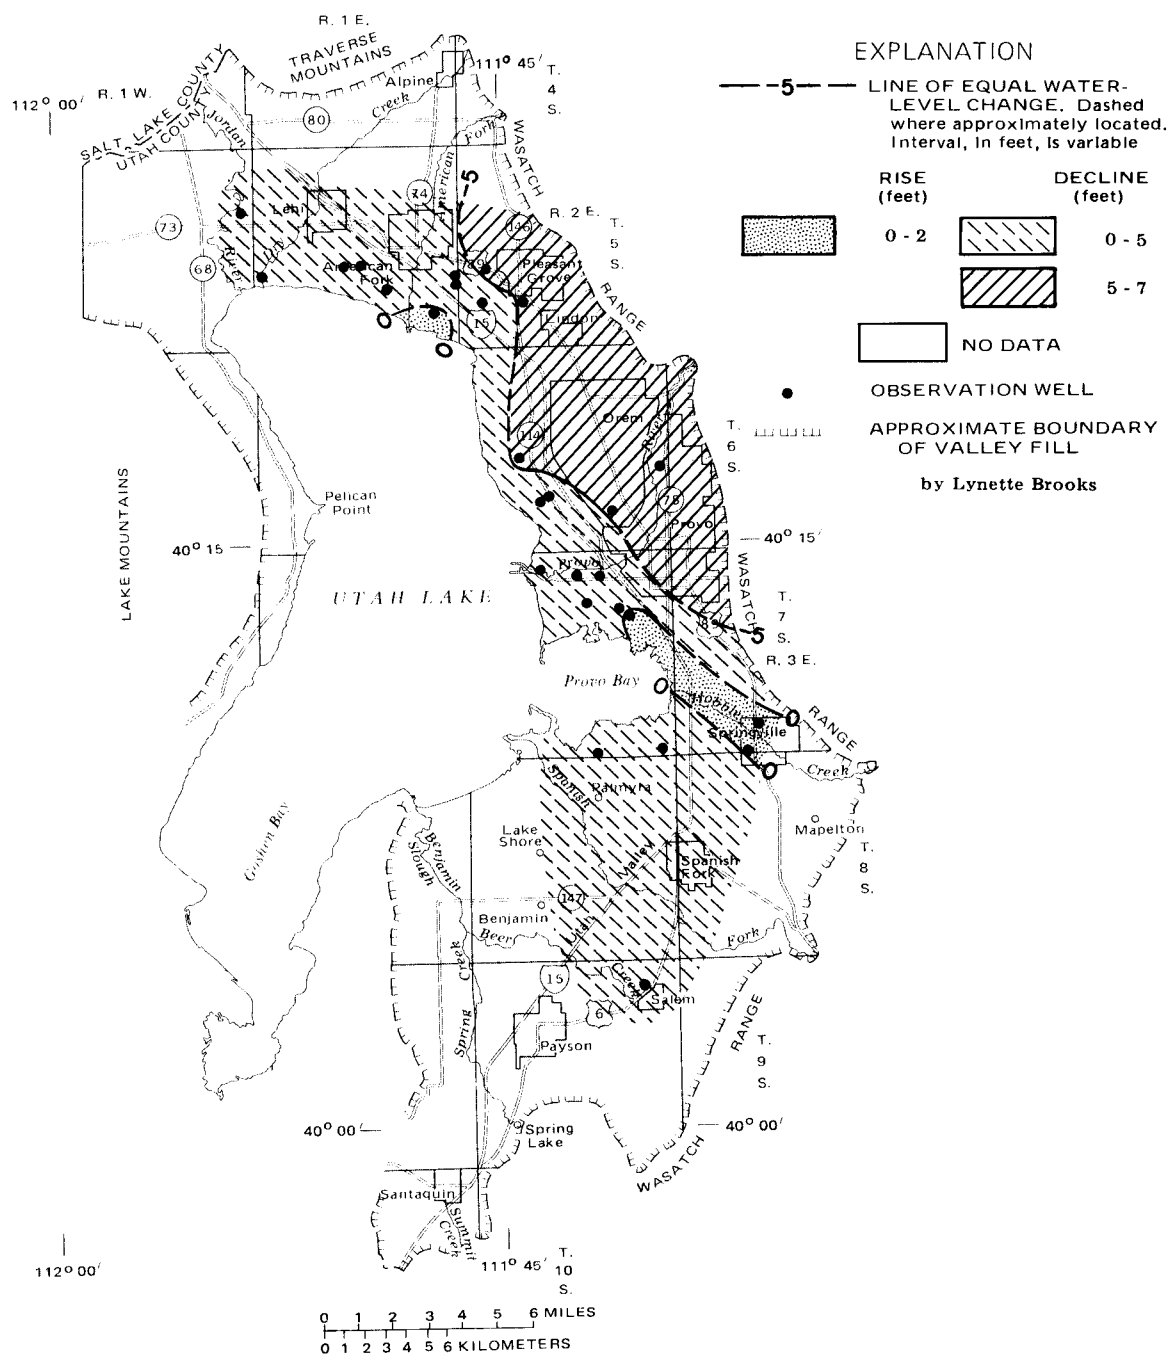 R. 1 E.
TRAVERSE
MOUNTAINS
Alpine
111° 45′
T.
4
S.
112° 00′
R. 1 W.
SALT LAKE COUNTY
UTAH COUNTY
Jordan
River
Creek
80
American
Fork
WASATCH
RANGE
EXPLANATION
-5- LINE OF EQUAL WATER-
LEVEL CHANGE. Dashed
where approximately located.
Interval, in feet, is variable
RISE
(feet)
DECLINE
(feet)
0 - 2
0 - 5
5 - 7
NO DATA
OBSERVATION WELL
APPROXIMATE BOUNDARY
OF VALLEY FILL
by Lynette Brooks
-5
74
Lehi
R. 2 E.
T.
5
S.
73
68
146
89
American
Fork
Pleasant
Grove
Lindon
15
0
0
Orem
River
114
T.
6
S.
78
Provo
Pelican
Point
LAKE MOUNTAINS
40° 15′
40° 15′
Provo
UTAH LAKE
WASATCH
T.
7
S.
89
5
R. 3 E.
Provo Bay
0
Hobble
0
RANGE
Springville
0
Creek
Spanish
Palmyra
Mapelton
T.
8
S.
Goshen Bay
Lake
Shore
Benjamin
Slough
Utah
Valley
Spanish
Fork
147
Benjamin
Beer
Creek
Fork
Creek
Spring
15
6
Salem
Payson
RANGE
T.
9
S.
40° 00′
Spring
Lake
40° 00′
WASATCH
Santaquin
Summit
Creek
112° 00′
111° 45′
T.
10
S.
0 1 2 3 4 5 6 MILES
0 1 2 3 4 5 6 KILOMETERS